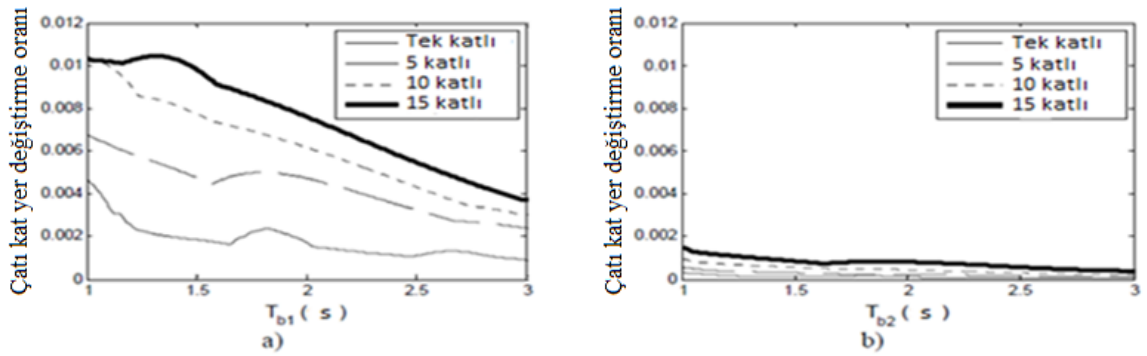 Çatı kat yer değiştirme oranı
0.012
0.01
0.008
0.006
0.004
0.002
0
Tek katlı
5 katlı
10 katlı
15 katlı
1
1.5
2
2.5
3
T_b1 ( s )
a)
Çatı kat yer değiştirme oranı
0.012
0.01
0.008
0.006
0.004
0.002
0
Tek katlı
5 katlı
10 katlı
15 katlı
1
1.5
2
2.5
3
T_b2 ( s )
b)